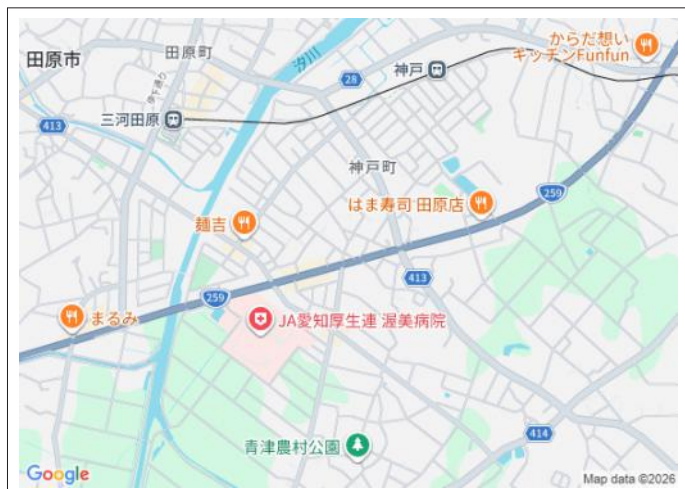 からだ想い
キッチンFunfun
田原市
田原町
汐川
神戸
28
三河田原
413
神戸町
はま寿司 田原店
259
麺吉
413
259
まるみ
JA愛知厚生連 渥美病院
青津農村公園
414
Google
Map data ©2026